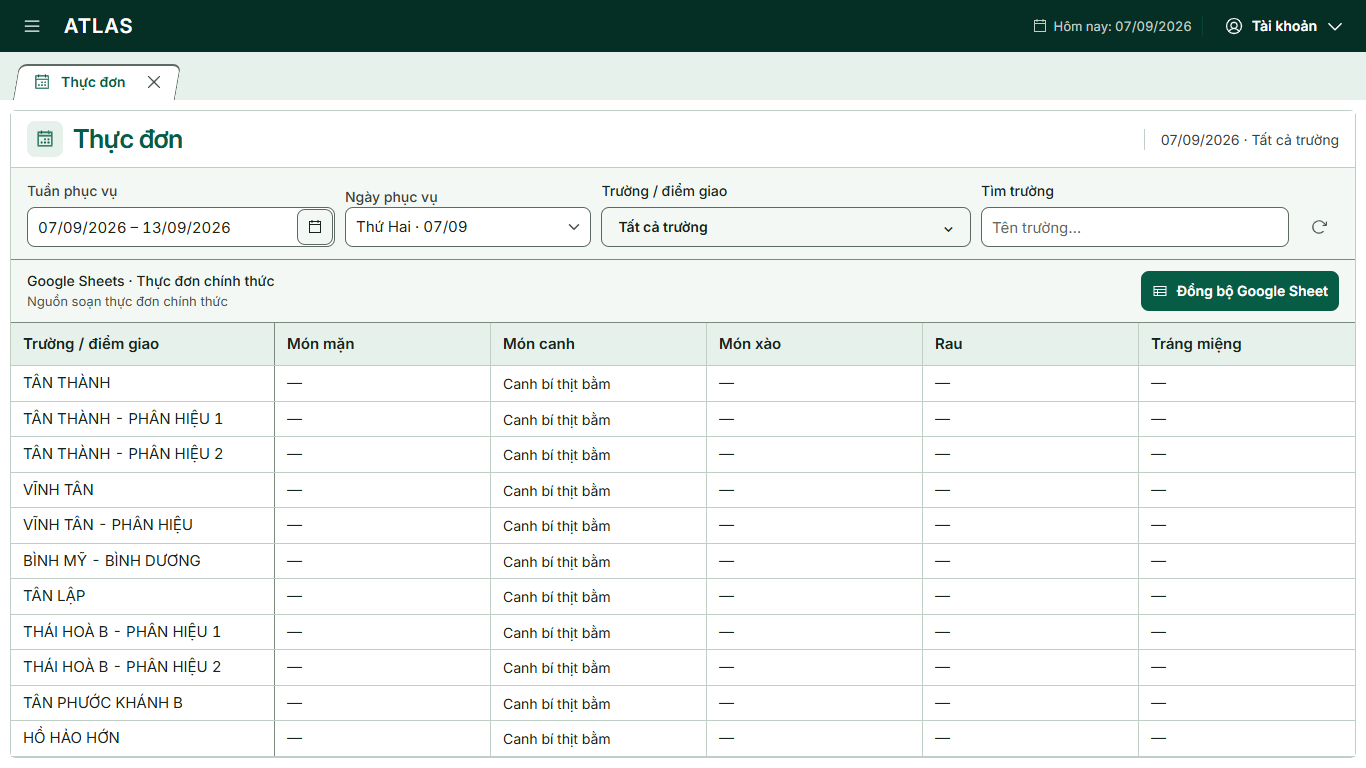 ATLAS
Hôm nay: 07/09/2026
Tài khoản
Thực đơn
Thực đơn
07/09/2026 · Tất cả trường
Tuần phục vụ
Ngày phục vụ
Trường / điểm giao
Tìm trường
07/09/2026 – 13/09/2026
Thứ Hai · 07/09
Tất cả trường
Tên trường...
Google Sheets · Thực đơn chính thức
Nguồn soạn thực đơn chính thức
Đồng bộ Google Sheet
Trường / điểm giao Món mặn Món canh Món xào Rau Tráng miệng
TÂN THÀNH — Canh bí thịt bằm — — —
TÂN THÀNH - PHÂN HIỆU 1 — Canh bí thịt bằm — — —
TÂN THÀNH - PHÂN HIỆU 2 — Canh bí thịt bằm — — —
VĨNH TÂN — Canh bí thịt bằm — — —
VĨNH TÂN - PHÂN HIỆU — Canh bí thịt bằm — — —
BÌNH MỸ - BÌNH DƯƠNG — Canh bí thịt bằm — — —
TÂN LẬP — Canh bí thịt bằm — — —
THÁI HOÀ B - PHÂN HIỆU 1 — Canh bí thịt bằm — — —
THÁI HOÀ B - PHÂN HIỆU 2 — Canh bí thịt bằm — — —
TÂN PHƯỚC KHÁNH B — Canh bí thịt bằm — — —
HỒ HẢO HỚN — Canh bí thịt bằm — — —